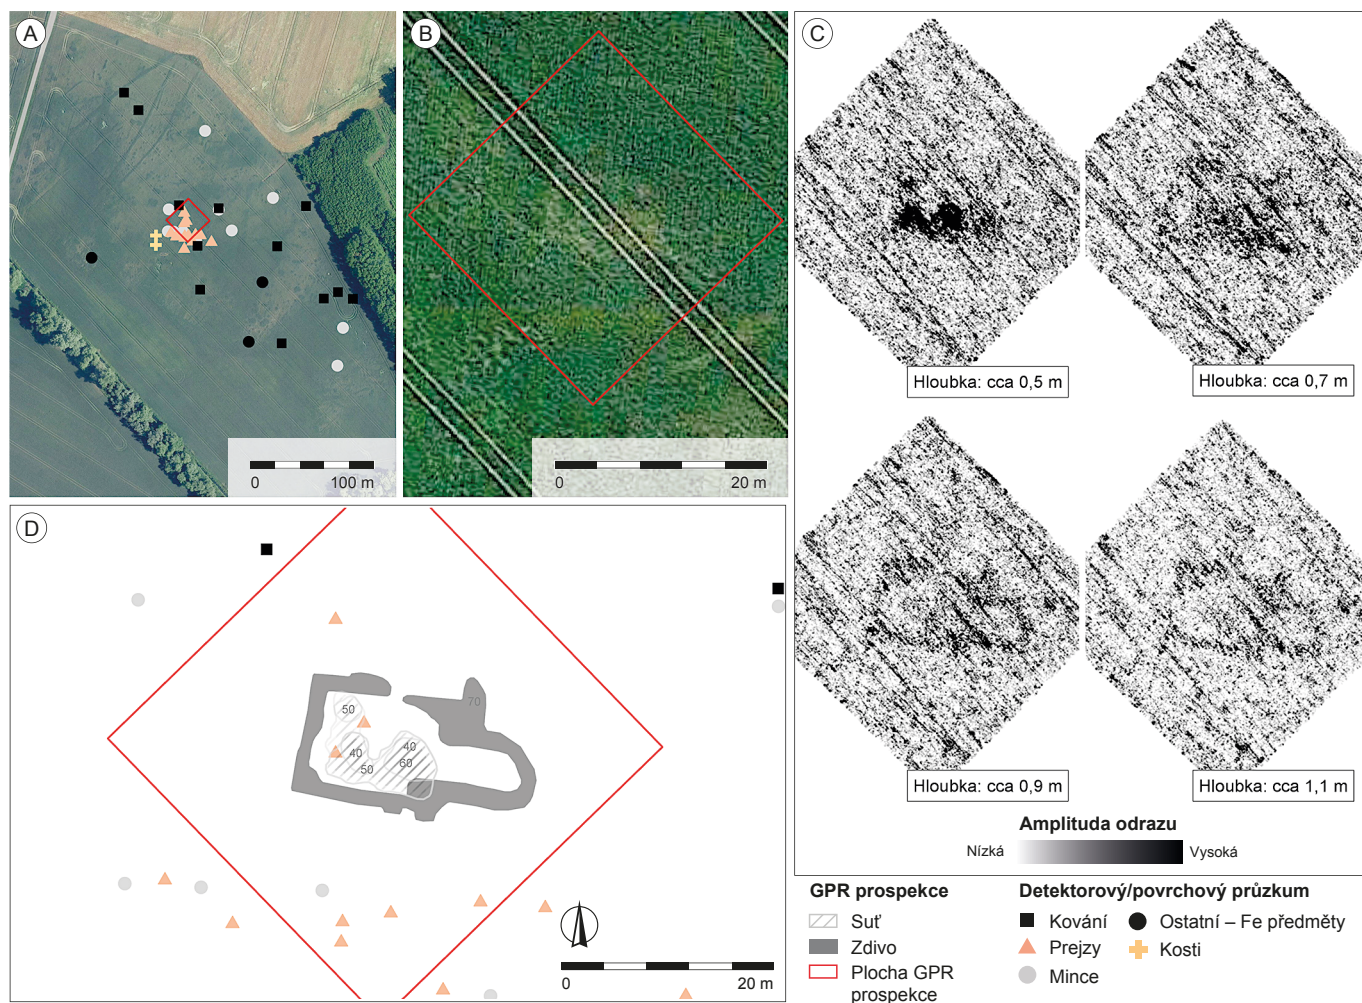 A
0 100 m
B
0 20 m
C
Hloubka: cca 0,5 m
Hloubka: cca 0,7 m
Hloubka: cca 0,9 m
Hloubka: cca 1,1 m
Amplituda odrazu
Nízká Vysoká
D
70
50
40
50
40
60
0 20 m
GPR prospekce
Suť
Zdivo
Plocha GPR
prospekce
Detektorový/povrchový průzkum
Kování
Prejzy
Mince
Ostatní – Fe předměty
Kosti